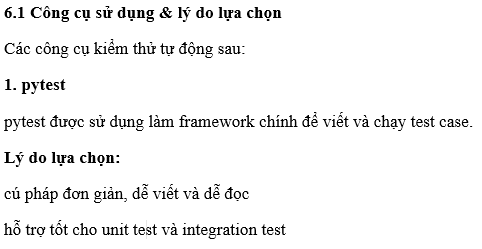 6.1 Công cụ sử dụng & lý do lựa chọn
Các công cụ kiểm thử tự động sau:
1. pytest
pytest được sử dụng làm framework chính để viết và chạy test case.
Lý do lựa chọn:
cú pháp đơn giản, dễ viết và dễ đọc
hỗ trợ tốt cho unit test và integration test